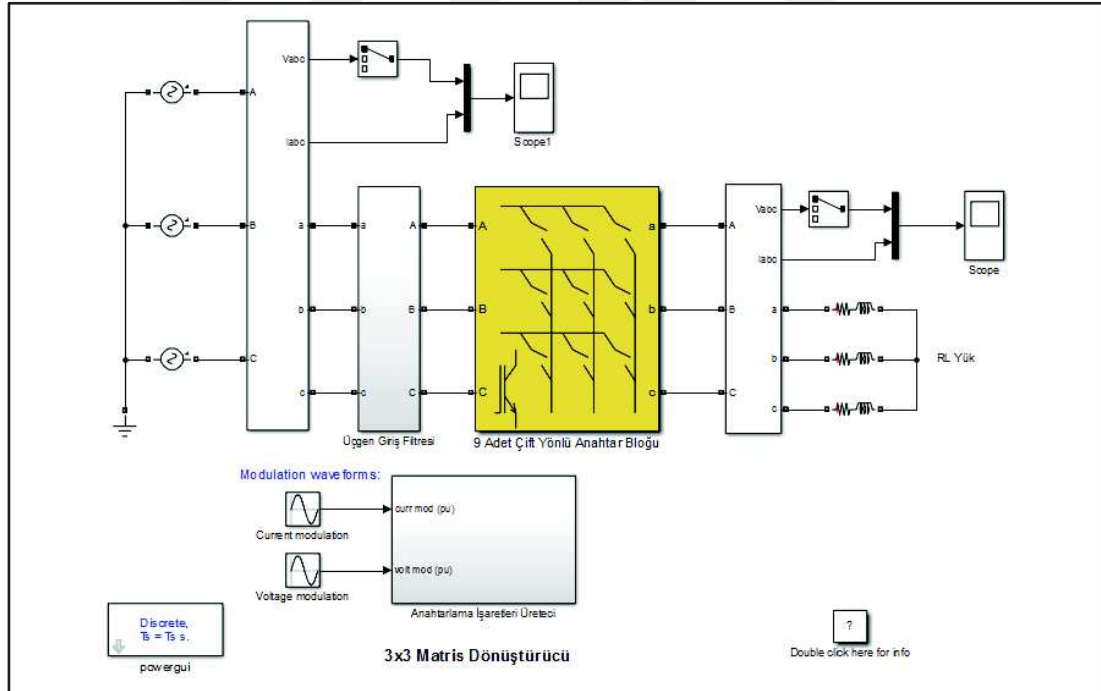 Vabc
A
Iabc
Scope1
B
a
a
A
A
a
A
Vabc
Iabc
Scope
b
b
B
B
b
B
a
C
b
RL Yük
c
c
C
C
c
C
c
Üçgen Giriş Filtresi
9 Adet Çift Yönlü Anahtar Bloğu
Modulation waveforms:
curr mod (pu)
Current modulation
volt mod (pu)
Voltage modulation
Anahtarlama İşaretleri Üreteci
Discrete,
Ts = Ts s.
powergui
3x3 Matris Dönüştürücü
?
Double click here for info